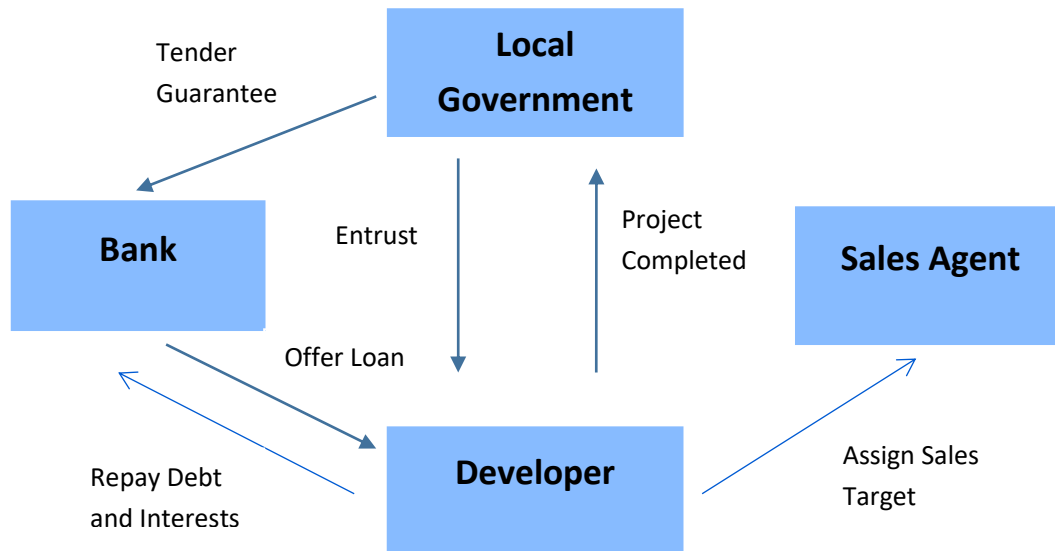 Tender
Guarantee
Local
Government
Bank
Entrust
Project
Completed
Sales Agent
Offer Loan
Repay Debt
and Interests
Developer
Assign Sales
Target